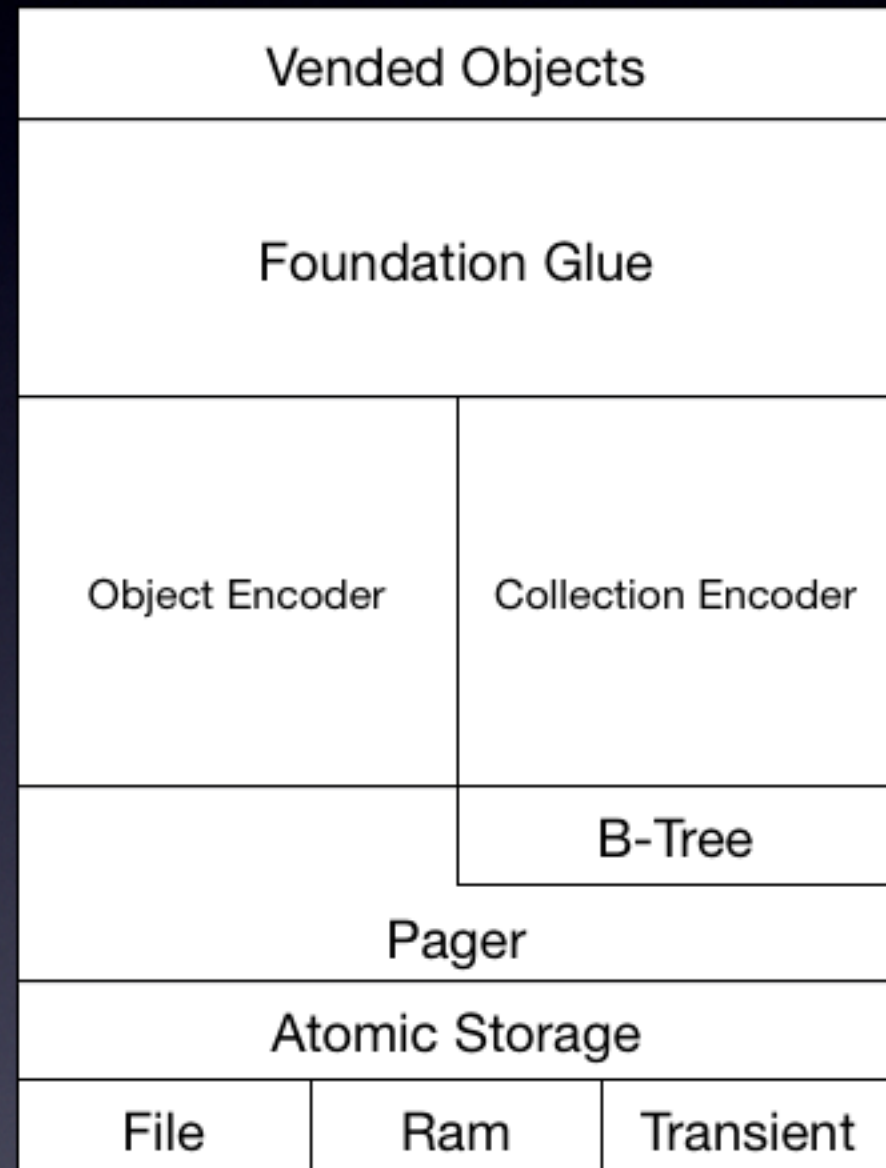 Vended Objects
Foundation Glue
Object Encoder
Collection Encoder
B-Tree
Pager
Atomic Storage
File
Ram
Transient